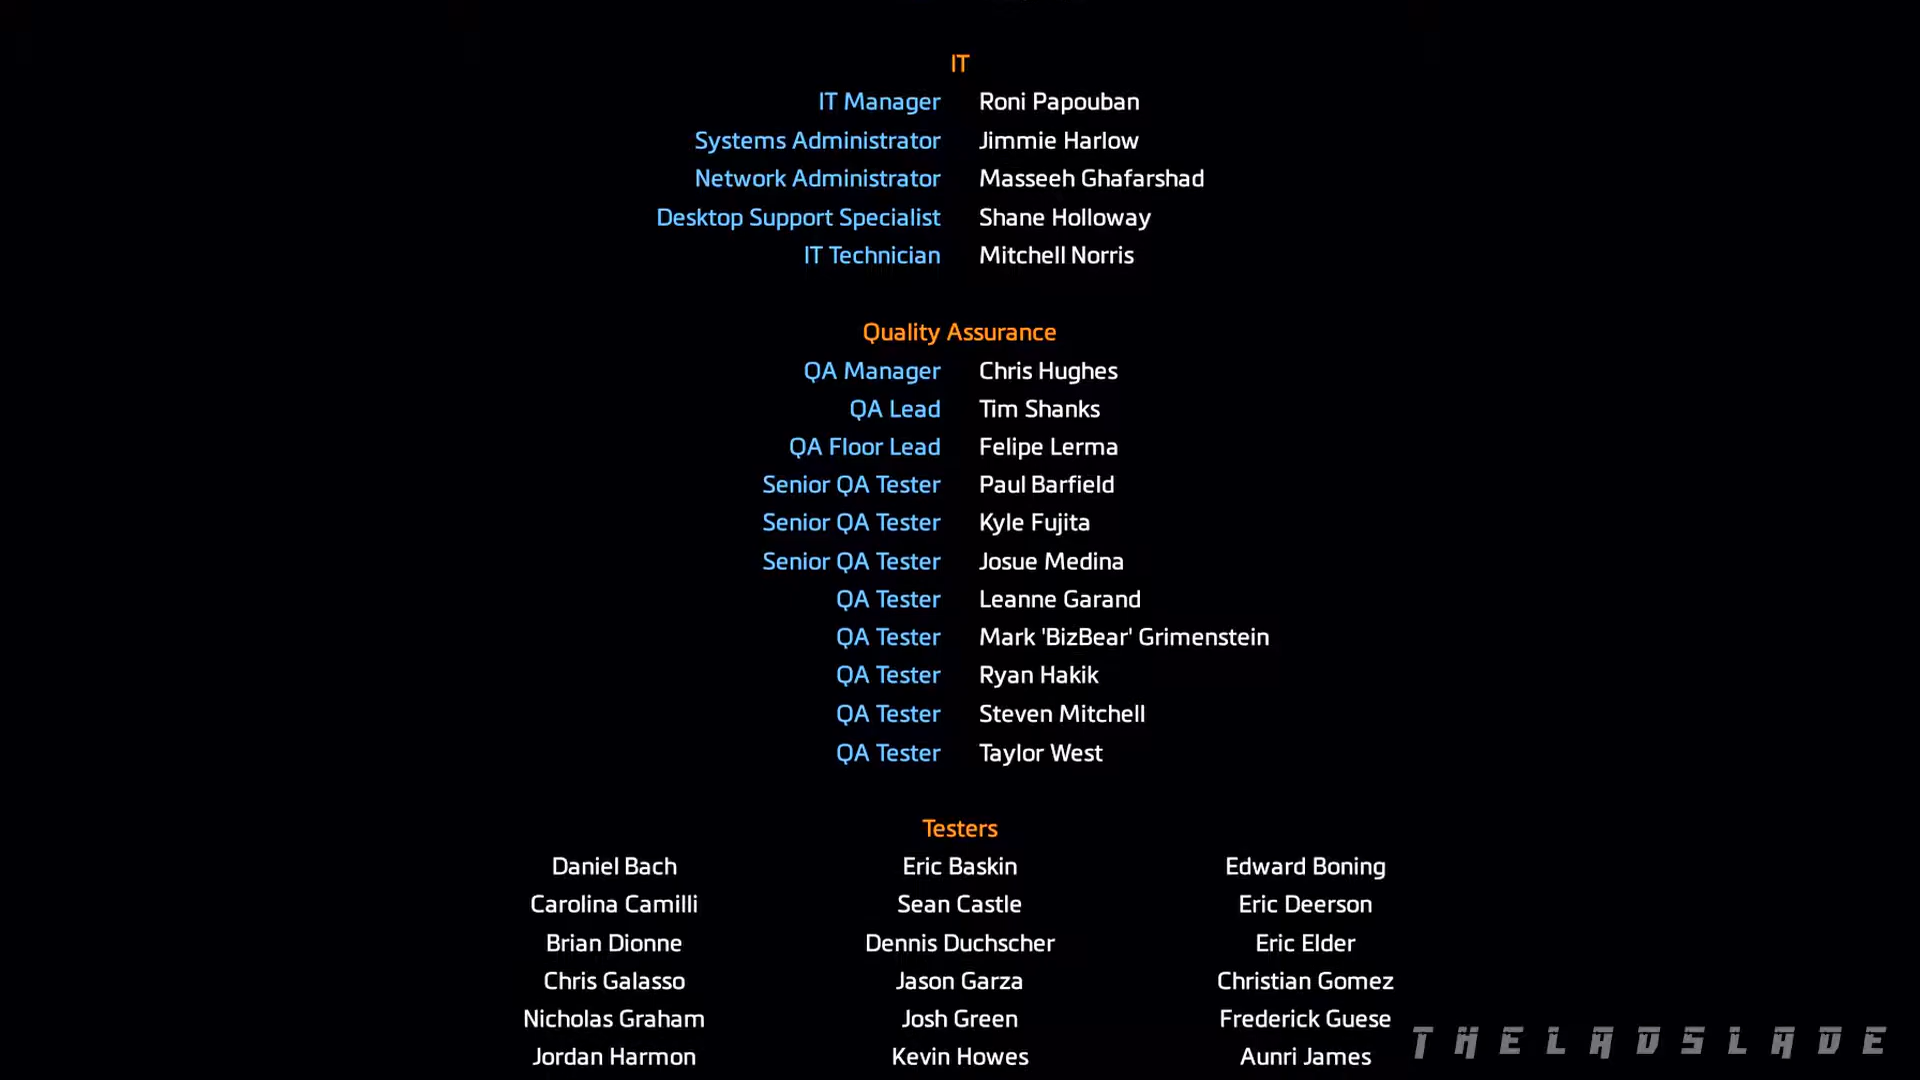 IT
IT Manager Roni Papouban
Systems Administrator Jimmie Harlow
Network Administrator Masseeh Ghafarshad
Desktop Support Specialist Shane Holloway
IT Technician Mitchell Norris
Quality Assurance
QA Manager Chris Hughes
QA Lead Tim Shanks
QA Floor Lead Felipe Lerma
Senior QA Tester Paul Barfield
Senior QA Tester Kyle Fujita
Senior QA Tester Josue Medina
QA Tester Leanne Garand
QA Tester Mark 'BizBear' Grimenstein
QA Tester Ryan Hakik
QA Tester Steven Mitchell
QA Tester Taylor West
Testers
Daniel Bach Eric Baskin Edward Boning
Carolina Camilli Sean Castle Eric Deerson
Brian Dionne Dennis Duchscher Eric Elder
Chris Galasso Jason Garza Christian Gomez
Nicholas Graham Josh Green Frederick Guese
Jordan Harmon Kevin Howes Aunri James
THELADSLADE